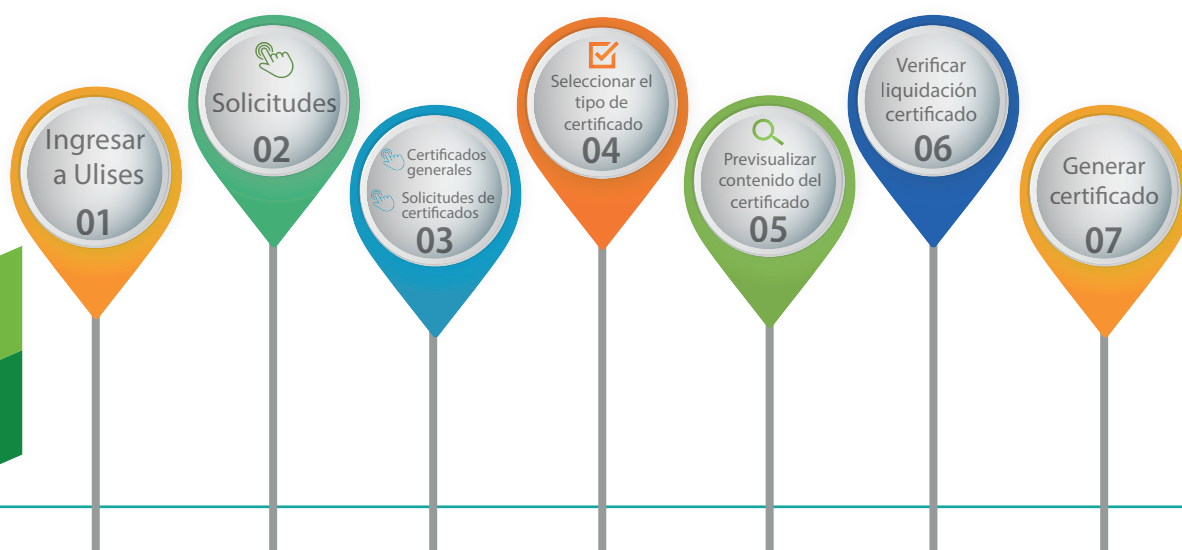 Ingresar
a Ulises
01
Solicitudes
02
Certificados
generales
Solicitudes de
certificados
03
Seleccionar el
tipo de
certificado
04
Previsualizar
contenido del
certificado
05
Verificar
liquidación
certificado
06
Generar
certificado
07